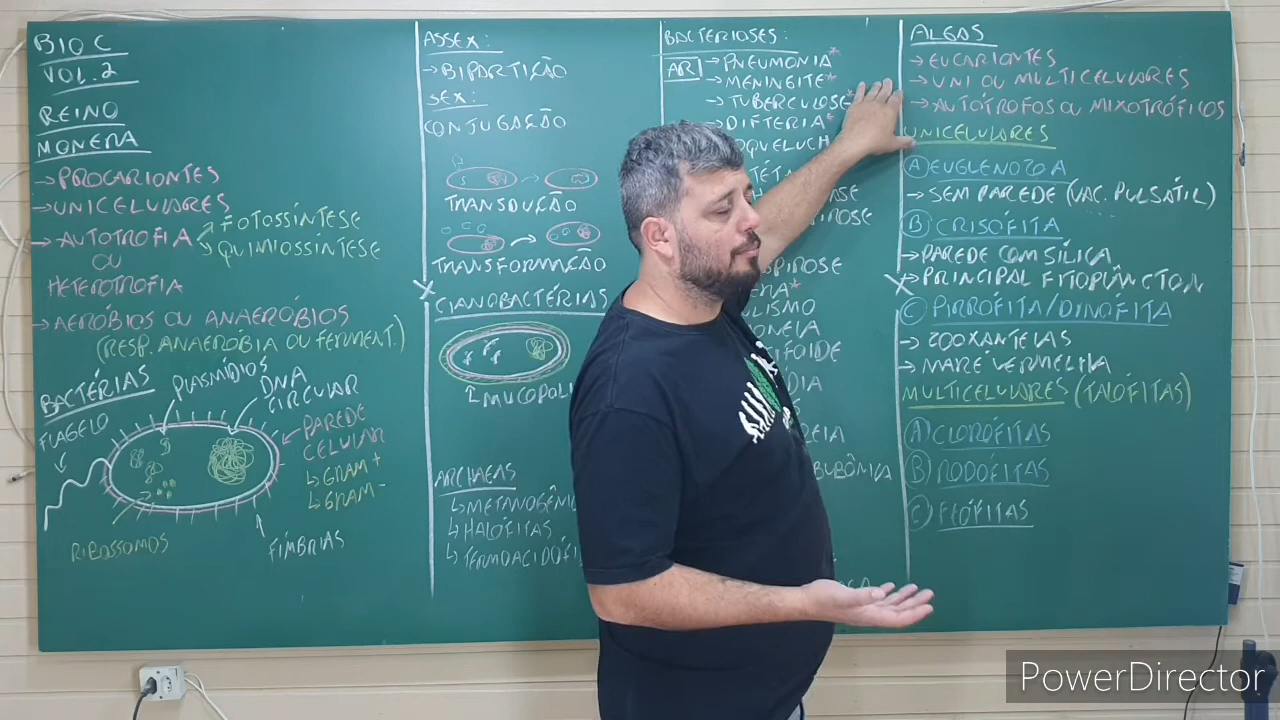 BIO C
VOL. 2
REINO
MONERA
→ PROCARIONTES
→ UNICELULARES
→ AUTOTROFIA
FOTOSSÍNTESE
QUIMIOSSÍNTESE
OU
HETEROTROFIA
→ AERÓBIOS OU ANAERÓBIOS
(RESP. ANAERÓBIA OU FERMENT.)
BACTÉRIAS
PLASMÍDIOS
DNA
CIRCULAR
FLAGELO
PAREDE
CELULAR
↳ GRAM +
↳ GRAM -
RIBOSSOMOS
FÍMBRIAS
ASSEX:
→ BIPARTIÇÃO
SEX:
CONJUGAÇÃO
TRANSDUÇÃO
TRANSFORMAÇÃO
CIANOBACTÉRIAS
ARCHAEAS
↳ HALÓFITAS
BACTERIOSES:
AR → PNEUMONIA*
→ MENINGITE*
→ TUBERCULOSE*
→ DIFTERIA*
ALGAS
→ EUCARIONTES
→ UNI OU MULTICELULARES
→ AUTÓTROFOS OU MIXOTRÓFICOS
UNICELULARES
(A) EUGLENOZOA
→ SEM PAREDE (VAC. PULSÁTIL)
(B) CRISÓFITA
→ PAREDE COM SÍLICA
→ PRINCIPAL FITOPLÂNCTON
(C) PIRRÓFITA/DINÓFITA
→ ZOOXANTELAS
→ MARÉ VERMELHA
MULTICELULARES (TALÓFITAS)
(A) CLORÓFITAS
(B) RODÓFITAS
(C) FEÓFITAS
PowerDirector